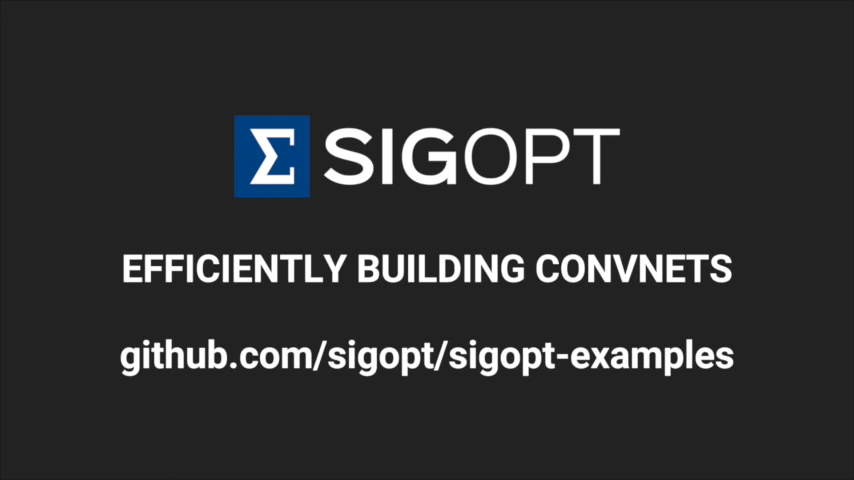 Σ SIGOPT
EFFICIENTLY BUILDING CONVNETS
github.com/sigopt/sigopt-examples